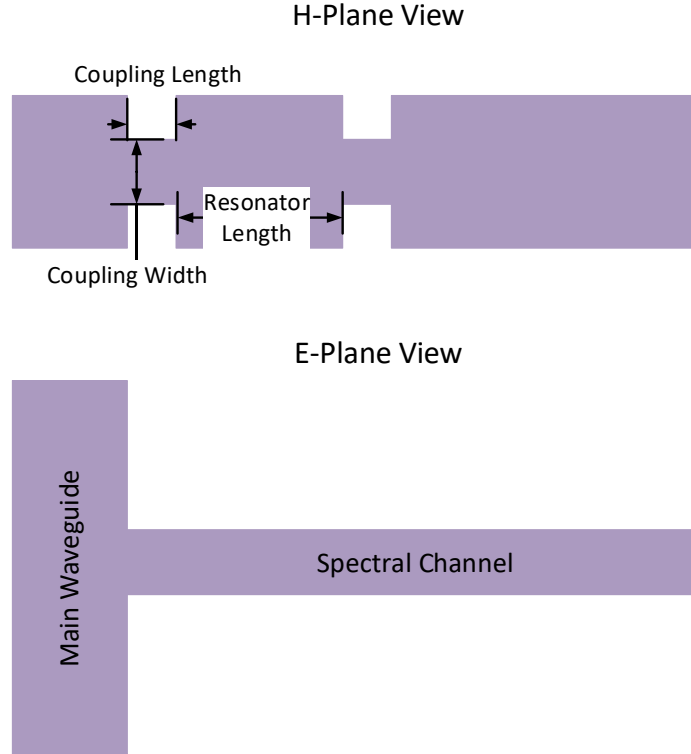 H-Plane View
Coupling Length
Resonator
Length
Coupling Width
E-Plane View
Main Waveguide
Spectral Channel